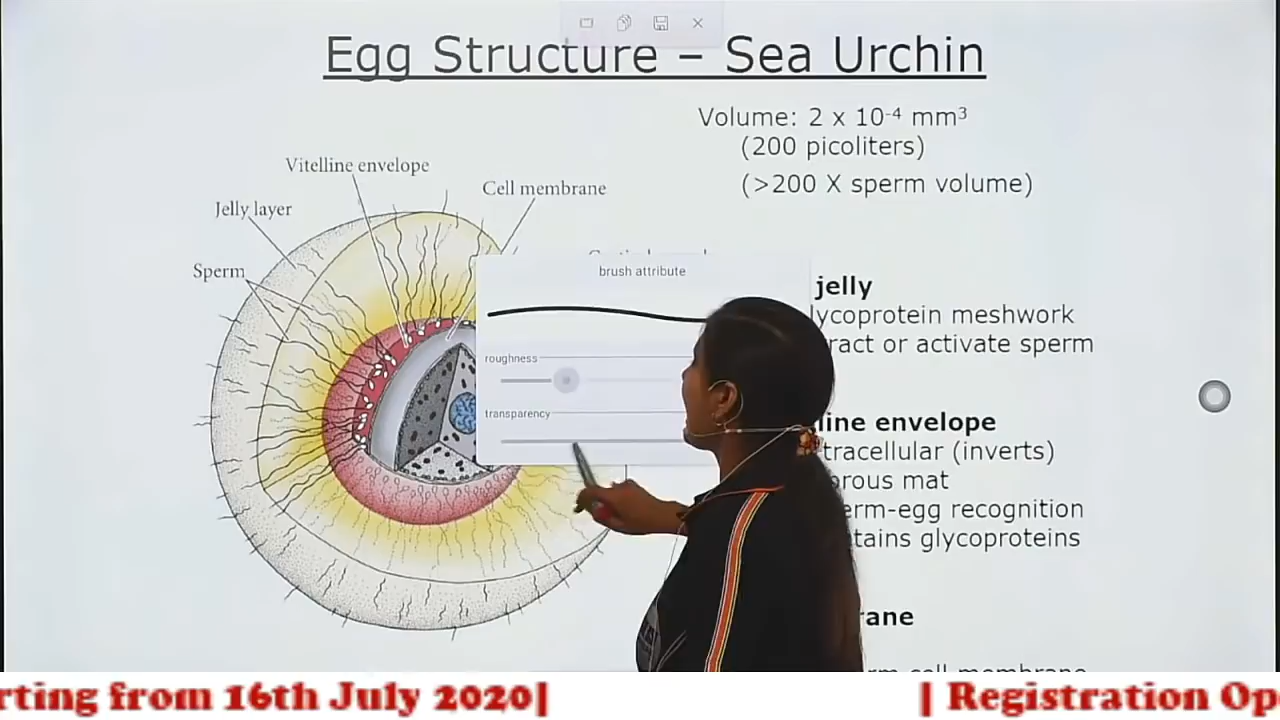 Egg Structure – Sea Urchin
Volume: 2 x 10⁻⁴ mm³
(200 picoliters)
(>200 X sperm volume)
Vitelline envelope
Cell membrane
Jelly layer
Sperm
brush attribute
roughness
transparency
jelly
lycoprotein meshwork
ract or activate sperm
line envelope
tracellular (inverts)
rous mat
erm-egg recognition
tains glycoproteins
rane
rm cell membrane
rting from 16th July 2020|
| Registration Op